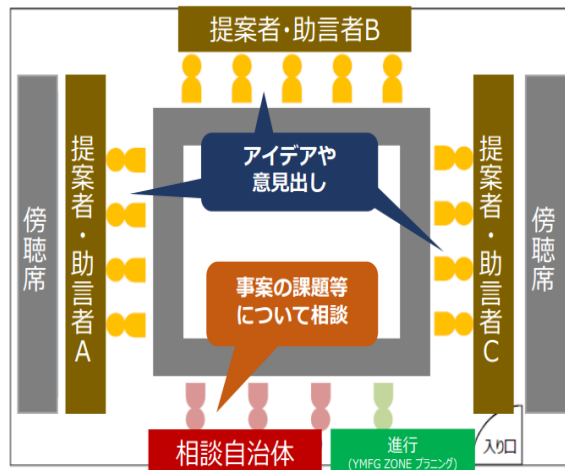 提案者・助言者B
アイデアや
意見出し
傍聴席
提案者・助言者A
提案者・助言者C
傍聴席
事案の課題等
について相談
相談自治体
進行
(YMFG ZONE プラニング)
入り口